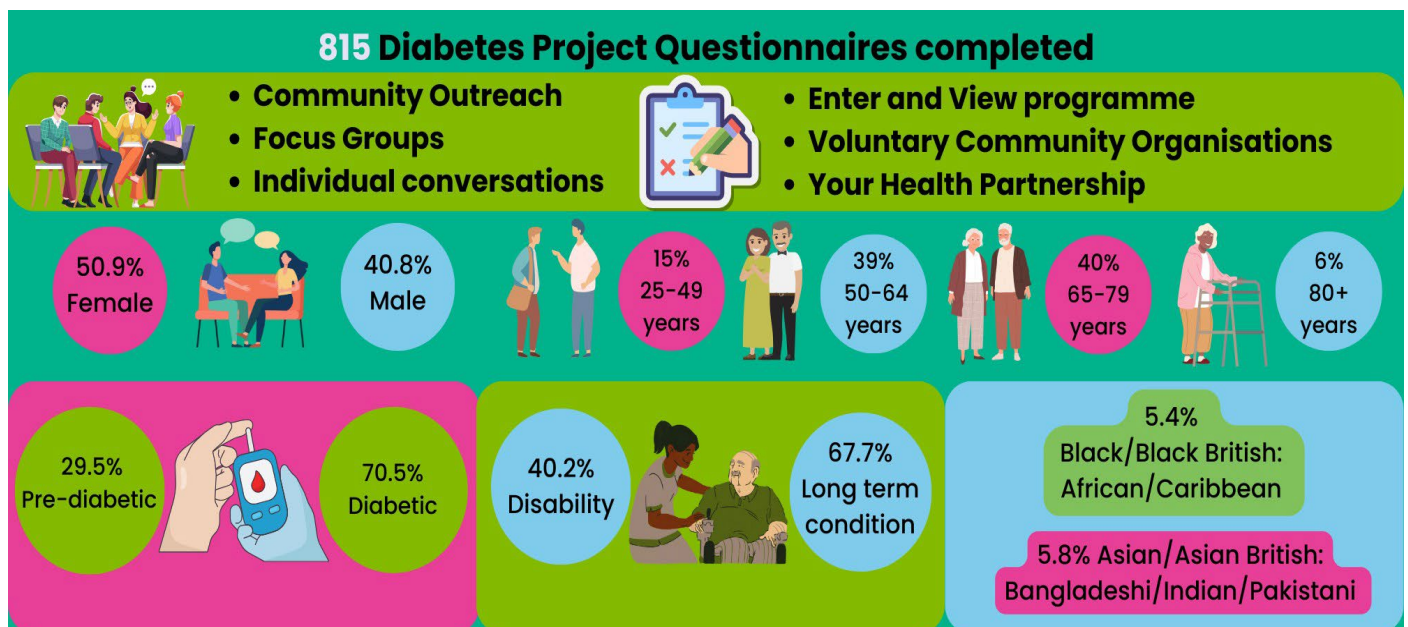 815 Diabetes Project Questionnaires completed
• Community Outreach
• Focus Groups
• Individual conversations
• Enter and View programme
• Voluntary Community Organisations
• Your Health Partnership
50.9%
Female
40.8%
Male
15%
25-49
years
39%
50-64
years
40%
65-79
years
6%
80+
years
29.5%
Pre-diabetic
70.5%
Diabetic
40.2%
Disability
67.7%
Long term
condition
5.4%
Black/Black British:
African/Caribbean
5.8% Asian/Asian British:
Bangladeshi/Indian/Pakistani